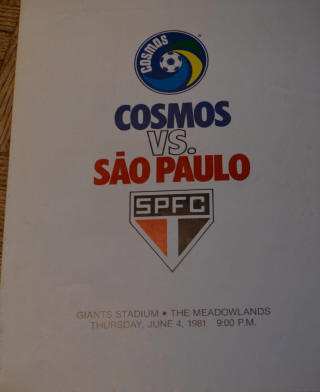 COSMOS
COSMOS
VS.
SÃO PAULO
SPFC
GIANTS STADIUM • THE MEADOWLANDS
THURSDAY, JUNE 4, 1981 9:00 P.M.